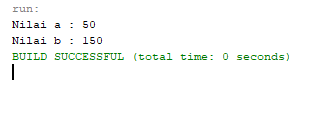 run:
Nilai a : 50
Nilai b : 150
BUILD SUCCESSFUL (total time: 0 seconds)